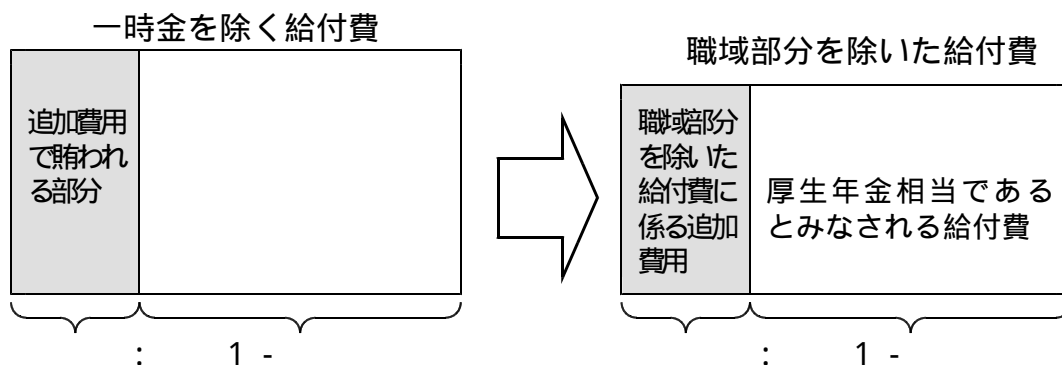 一時金を除く給付費
追加費用
で賄われ
る部分
: 1 -
職域部分を除いた給付費
職域部分
を除いた
給付費に
係る追加
費用
厚生年金相当である
とみなされる給付費
: 1 -